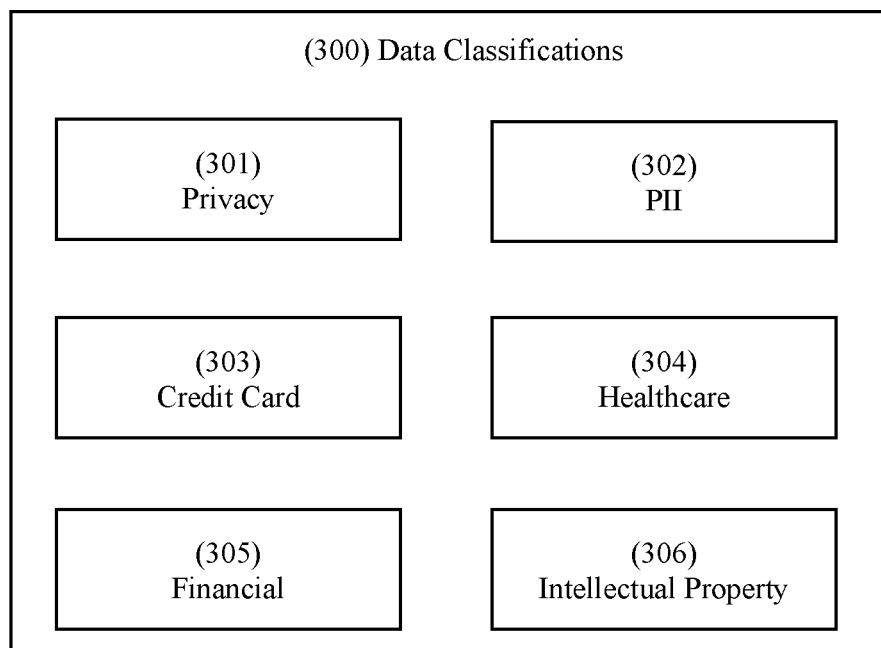 (300) Data Classifications
(301)
Privacy
(302)
PII
(303)
Credit Card
(304)
Healthcare
(305)
Financial
(306)
Intellectual Property